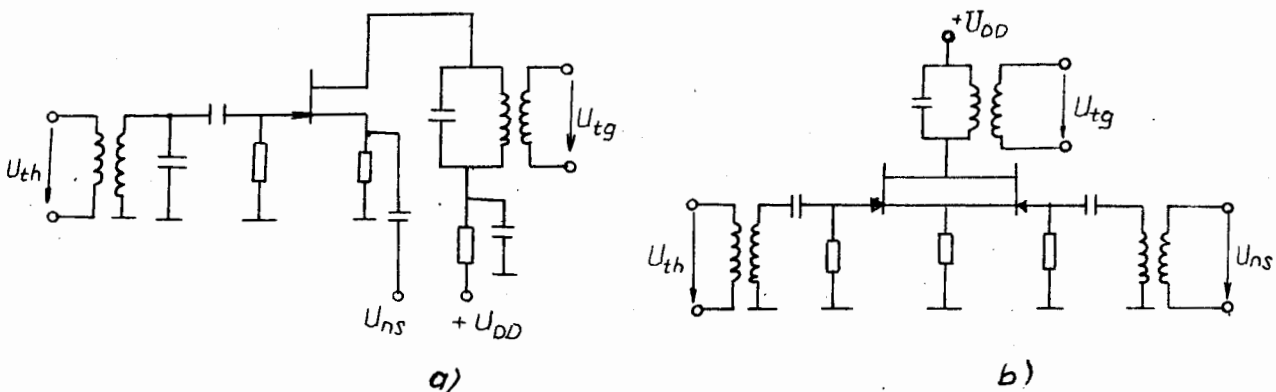 U_th
U_tg
U_ns
+ U_DD
a)
+U_DD
U_tg
U_th
U_ns
b)